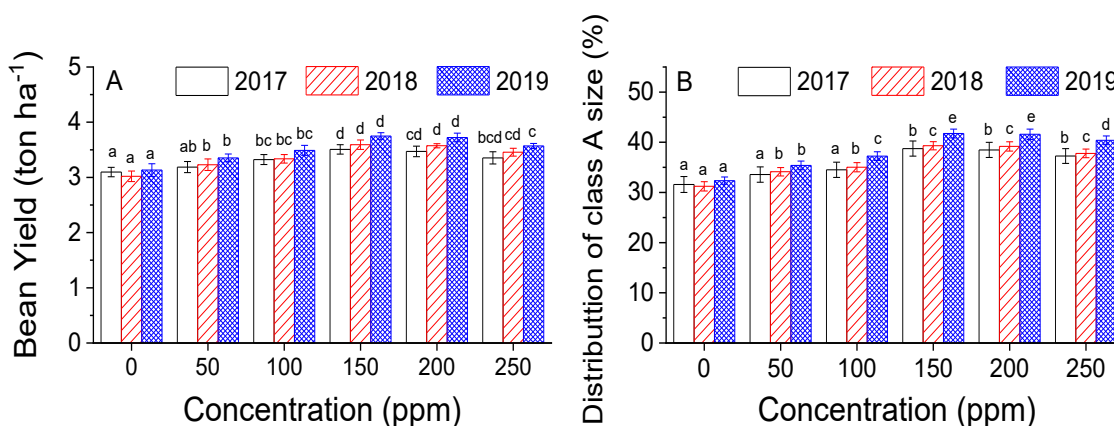 Bean Yield (ton ha⁻¹)
A
2017
2018
2019
5
4
3
2
1
0
a a a
ab b b
bc bc bc
d d d
cd d d
bcd cd c
0 50 100 150 200 250
Concentration (ppm)
Distributtion of class A size (%)
B
2017
2018
2019
50
40
30
20
10
0
a a a
a b b
a b c
b c e
b c e
b c d
0 50 100 150 200 250
Concentration (ppm)